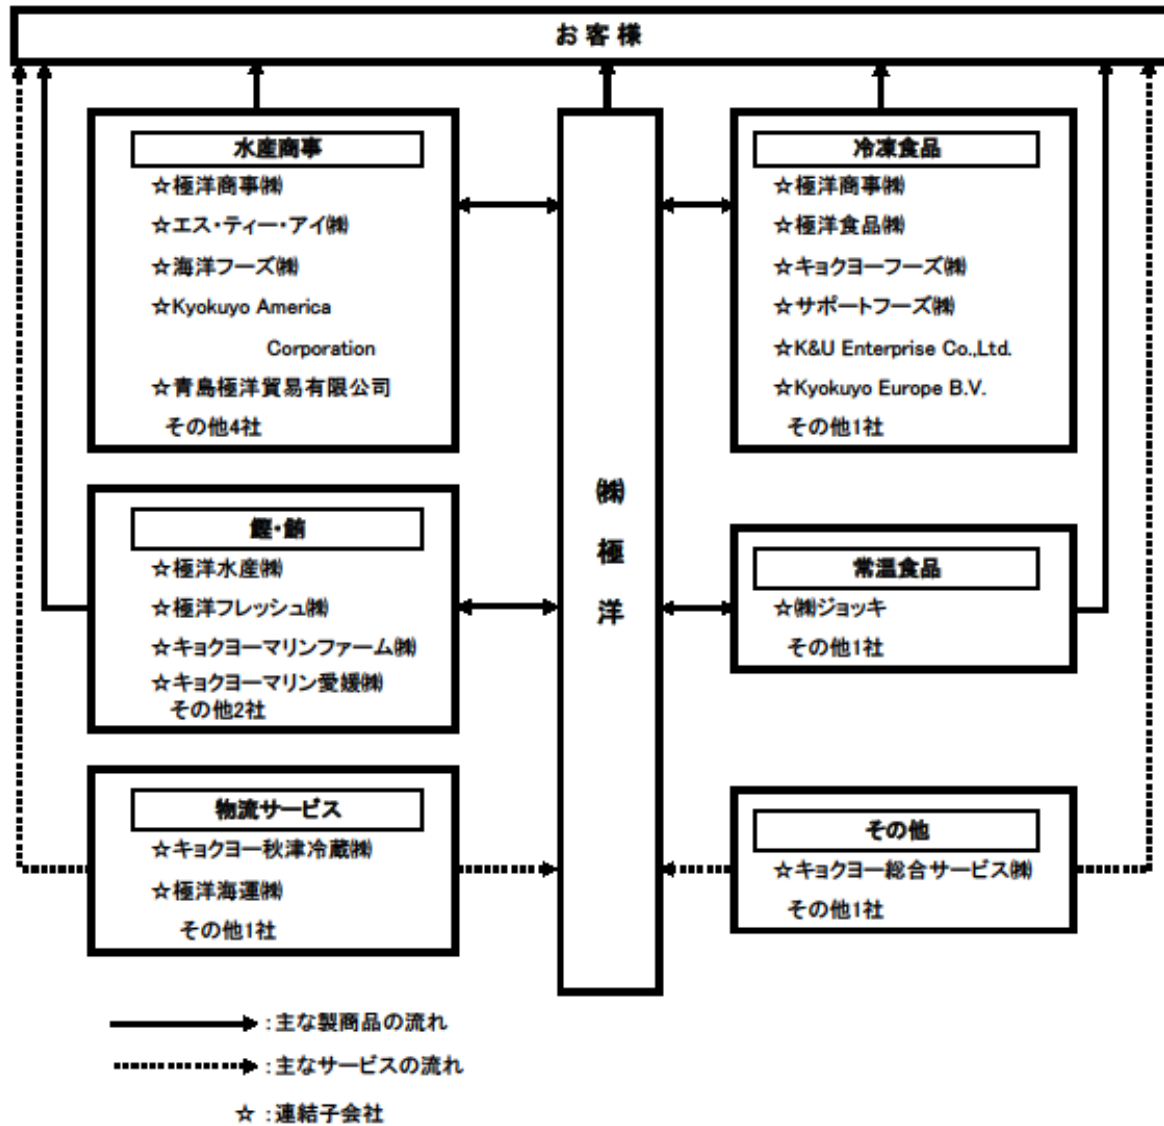 お客様
水産商事
☆極洋商事㈱
☆エス・ティー・アイ㈱
☆海洋フーズ㈱
☆Kyokuyo America
Corporation
☆青島極洋貿易有限公司
その他4社
鰹・鮪
☆極洋水産㈱
☆極洋フレッシュ㈱
☆キョクヨーマリンファーム㈱
☆キョクヨーマリン愛媛㈱
その他2社
物流サービス
☆キョクヨー秋津冷蔵㈱
☆極洋海運㈱
その他1社
㈱極洋
冷凍食品
☆極洋商事㈱
☆極洋食品㈱
☆キョクヨーフーズ㈱
☆サポートフーズ㈱
☆K&U Enterprise Co.,Ltd.
☆Kyokuyo Europe B.V.
その他1社
常温食品
☆㈱ジョッキ
その他1社
その他
☆キョクヨー総合サービス㈱
その他1社
：主な製商品の流れ
：主なサービスの流れ
☆：連結子会社